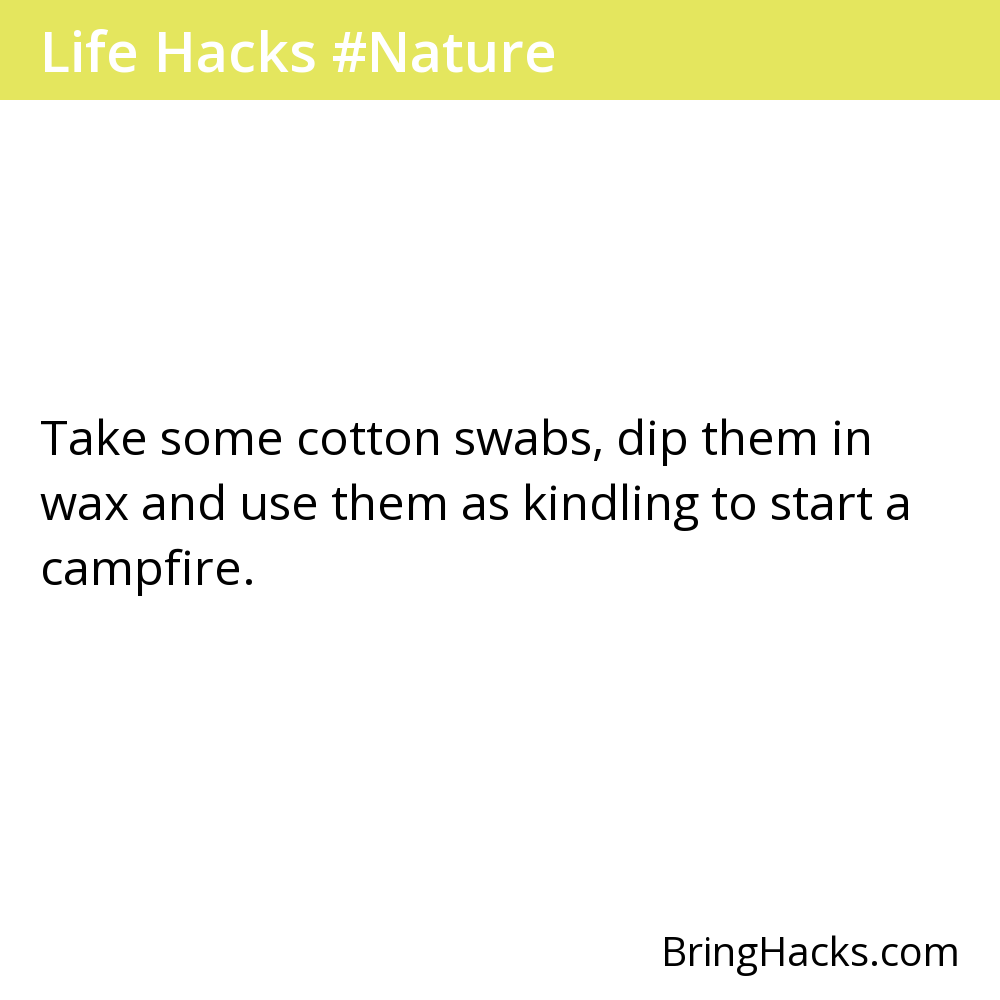 Life Hacks #Nature
Take some cotton swabs, dip them in
wax and use them as kindling to start a
campfire.
BringHacks.com